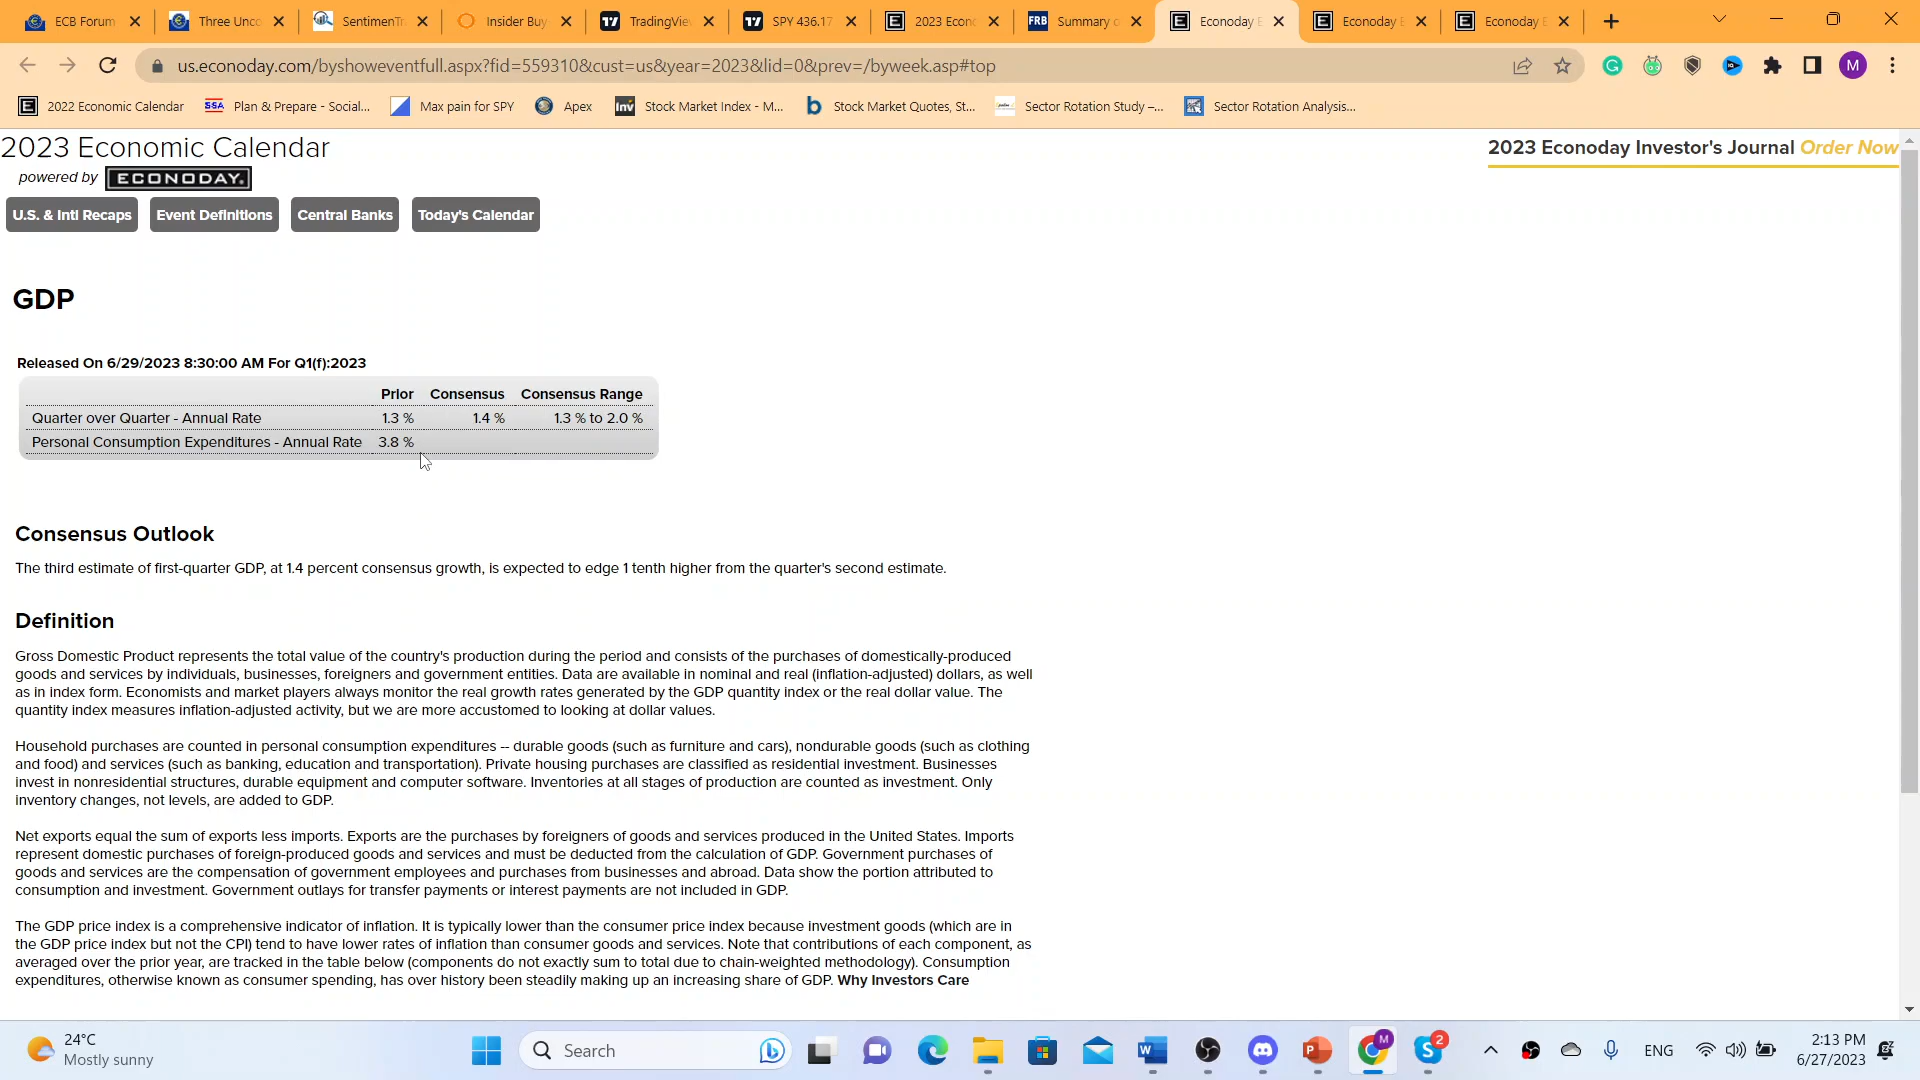 ECB Forum
Three Unco
SentimenTr
Insider Buy
TradingVie
SPY 436.17
2023 Econ
FRB
Summary o
Econoday E
Econoday E
Econoday E
us.econoday.com/byshoweventfull.aspx?fid=559310&cust=us&year=2023&lid=0&prev=/byweek.asp#top
M
2022 Economic Calendar
SSA Plan & Prepare - Social...
Max pain for SPY
Apex
Inv Stock Market Index - M...
b Stock Market Quotes, St...
Sector Rotation Study –...
Sector Rotation Analysis...
2023 Economic Calendar
powered by ECONODAY.
2023 Econoday Investor's Journal Order Now
U.S. & Intl Recaps
Event Definitions
Central Banks
Today's Calendar
GDP
Released On 6/29/2023 8:30:00 AM For Q1(f):2023
Prior Consensus Consensus Range
Quarter over Quarter - Annual Rate 1.3 % 1.4 % 1.3 % to 2.0 %
Personal Consumption Expenditures - Annual Rate 3.8 %
Consensus Outlook
The third estimate of first-quarter GDP, at 1.4 percent consensus growth, is expected to edge 1 tenth higher from the quarter's second estimate.
Definition
Gross Domestic Product represents the total value of the country's production during the period and consists of the purchases of domestically-produced
goods and services by individuals, businesses, foreigners and government entities. Data are available in nominal and real (inflation-adjusted) dollars, as well
as in index form. Economists and market players always monitor the real growth rates generated by the GDP quantity index or the real dollar value. The
quantity index measures inflation-adjusted activity, but we are more accustomed to looking at dollar values.
Household purchases are counted in personal consumption expenditures -- durable goods (such as furniture and cars), nondurable goods (such as clothing
and food) and services (such as banking, education and transportation). Private housing purchases are classified as residential investment. Businesses
invest in nonresidential structures, durable equipment and computer software. Inventories at all stages of production are counted as investment. Only
inventory changes, not levels, are added to GDP.
Net exports equal the sum of exports less imports. Exports are the purchases by foreigners of goods and services produced in the United States. Imports
represent domestic purchases of foreign-produced goods and services and must be deducted from the calculation of GDP. Government purchases of
goods and services are the compensation of government employees and purchases from businesses and abroad. Data show the portion attributed to
consumption and investment. Government outlays for transfer payments or interest payments are not included in GDP.
The GDP price index is a comprehensive indicator of inflation. It is typically lower than the consumer price index because investment goods (which are in
the GDP price index but not the CPI) tend to have lower rates of inflation than consumer goods and services. Note that contributions of each component, as
averaged over the prior year, are tracked in the table below (components do not exactly sum to total due to chain-weighted methodology). Consumption
expenditures, otherwise known as consumer spending, has over history been steadily making up an increasing share of GDP. Why Investors Care
24°C
Mostly sunny
Search
M
2
ENG
2:13 PM
6/27/2023